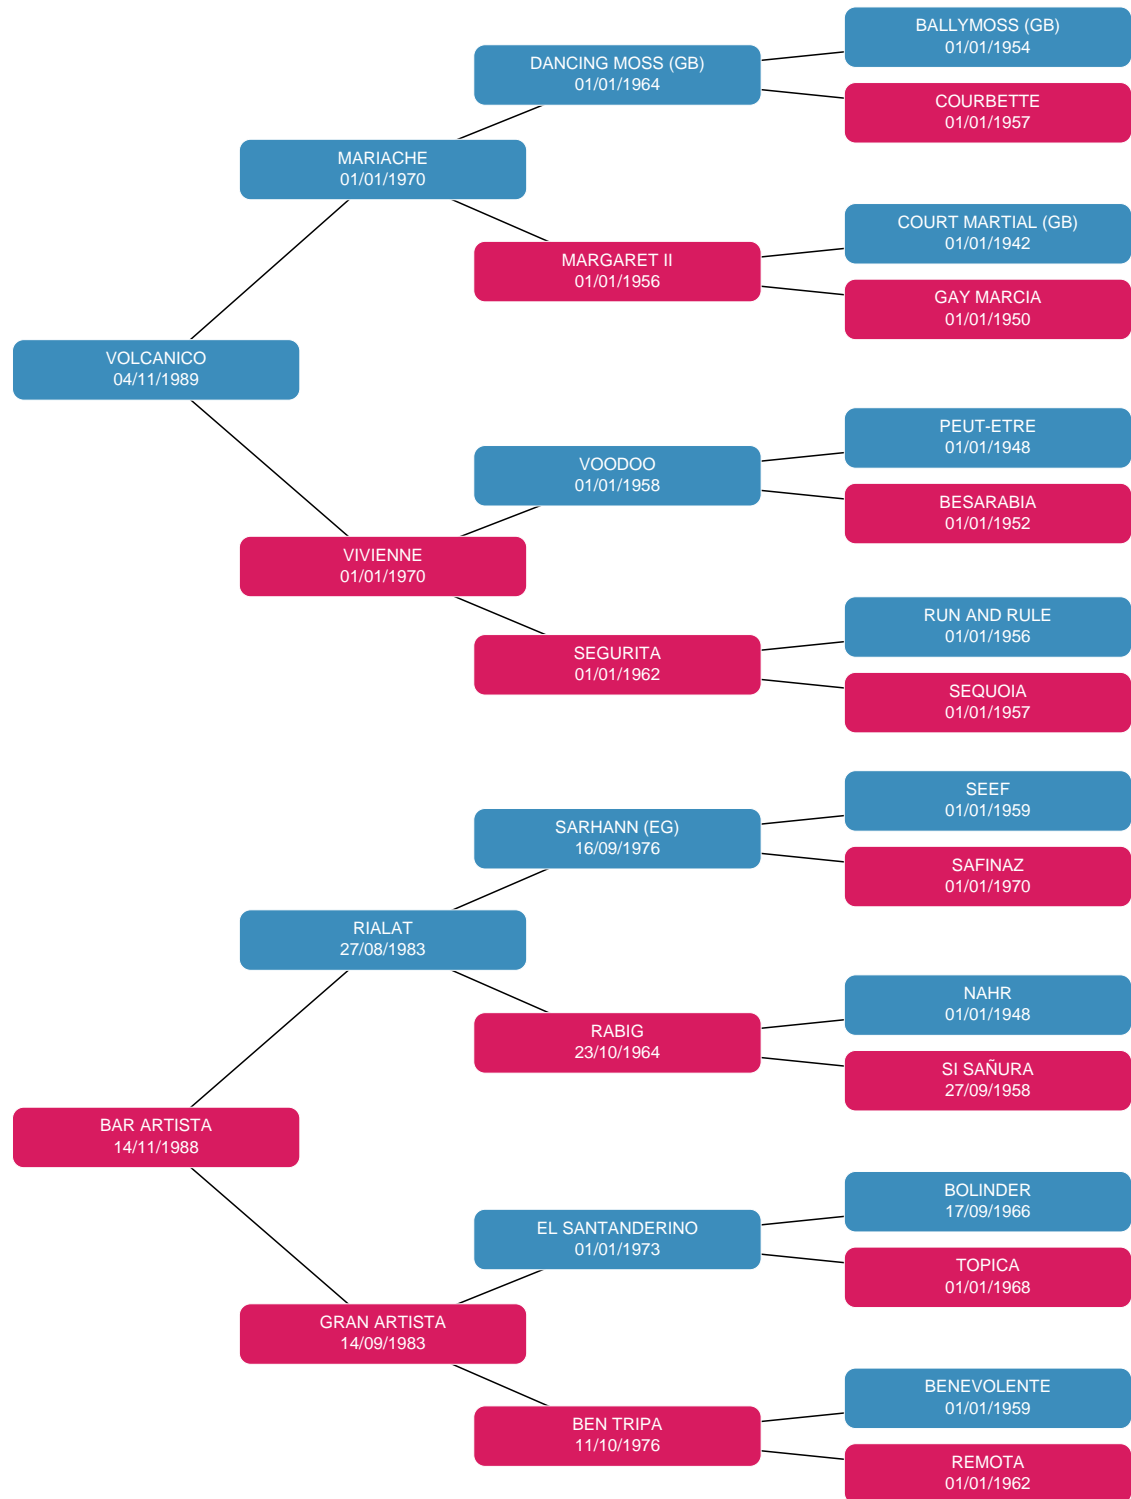 BALLYMOSS (GB)
01/01/1954
DANCING MOSS (GB)
01/01/1964
COURBETTE
01/01/1957
MARIACHE
01/01/1970
COURT MARTIAL (GB)
01/01/1942
MARGARET II
01/01/1956
GAY MARCIA
01/01/1950
VOLCANICO
04/11/1989
PEUT-ETRE
01/01/1948
VOODOO
01/01/1958
BESARABIA
01/01/1952
VIVIENNE
01/01/1970
RUN AND RULE
01/01/1956
SEGURITA
01/01/1962
SEQUOIA
01/01/1957
SEEF
01/01/1959
SARHANN (EG)
16/09/1976
SAFINAZ
01/01/1970
RIALAT
27/08/1983
NAHR
01/01/1948
RABIG
23/10/1964
SI SAÑURA
27/09/1958
BAR ARTISTA
14/11/1988
BOLINDER
17/09/1966
EL SANTANDERINO
01/01/1973
TOPICA
01/01/1968
GRAN ARTISTA
14/09/1983
BENEVOLENTE
01/01/1959
BEN TRIPA
11/10/1976
REMOTA
01/01/1962